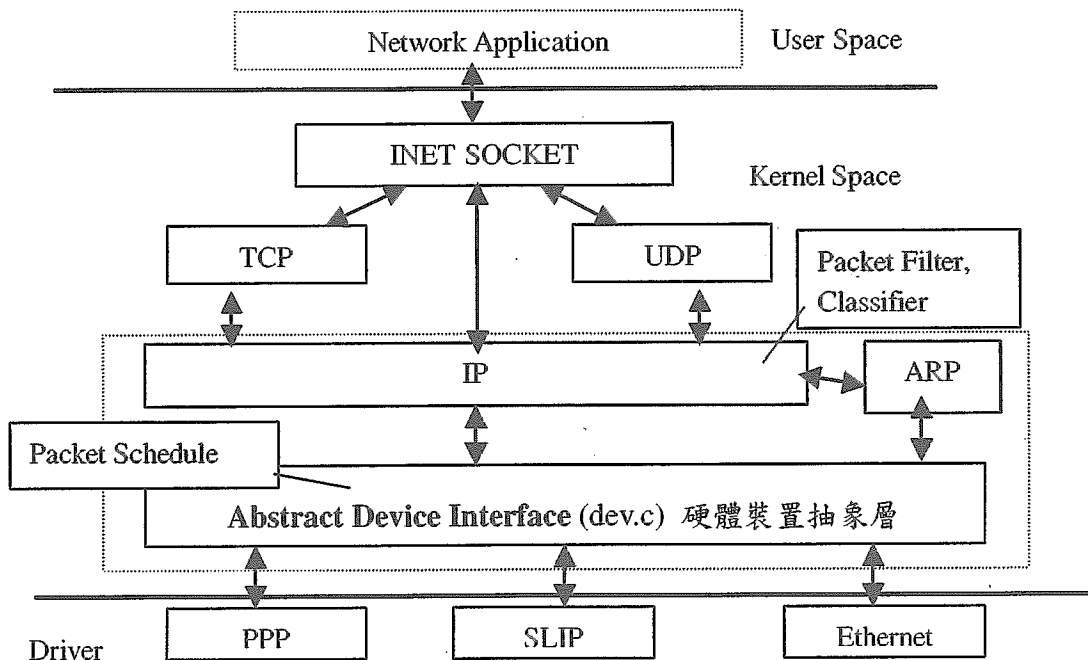 Network Application
User Space
INET SOCKET
Kernel Space
TCP
UDP
Packet Filter,
Classifier
IP
ARP
Packet Schedule
Abstract Device Interface (dev.c) 硬體裝置抽象層
PPP
SLIP
Ethernet
Driver